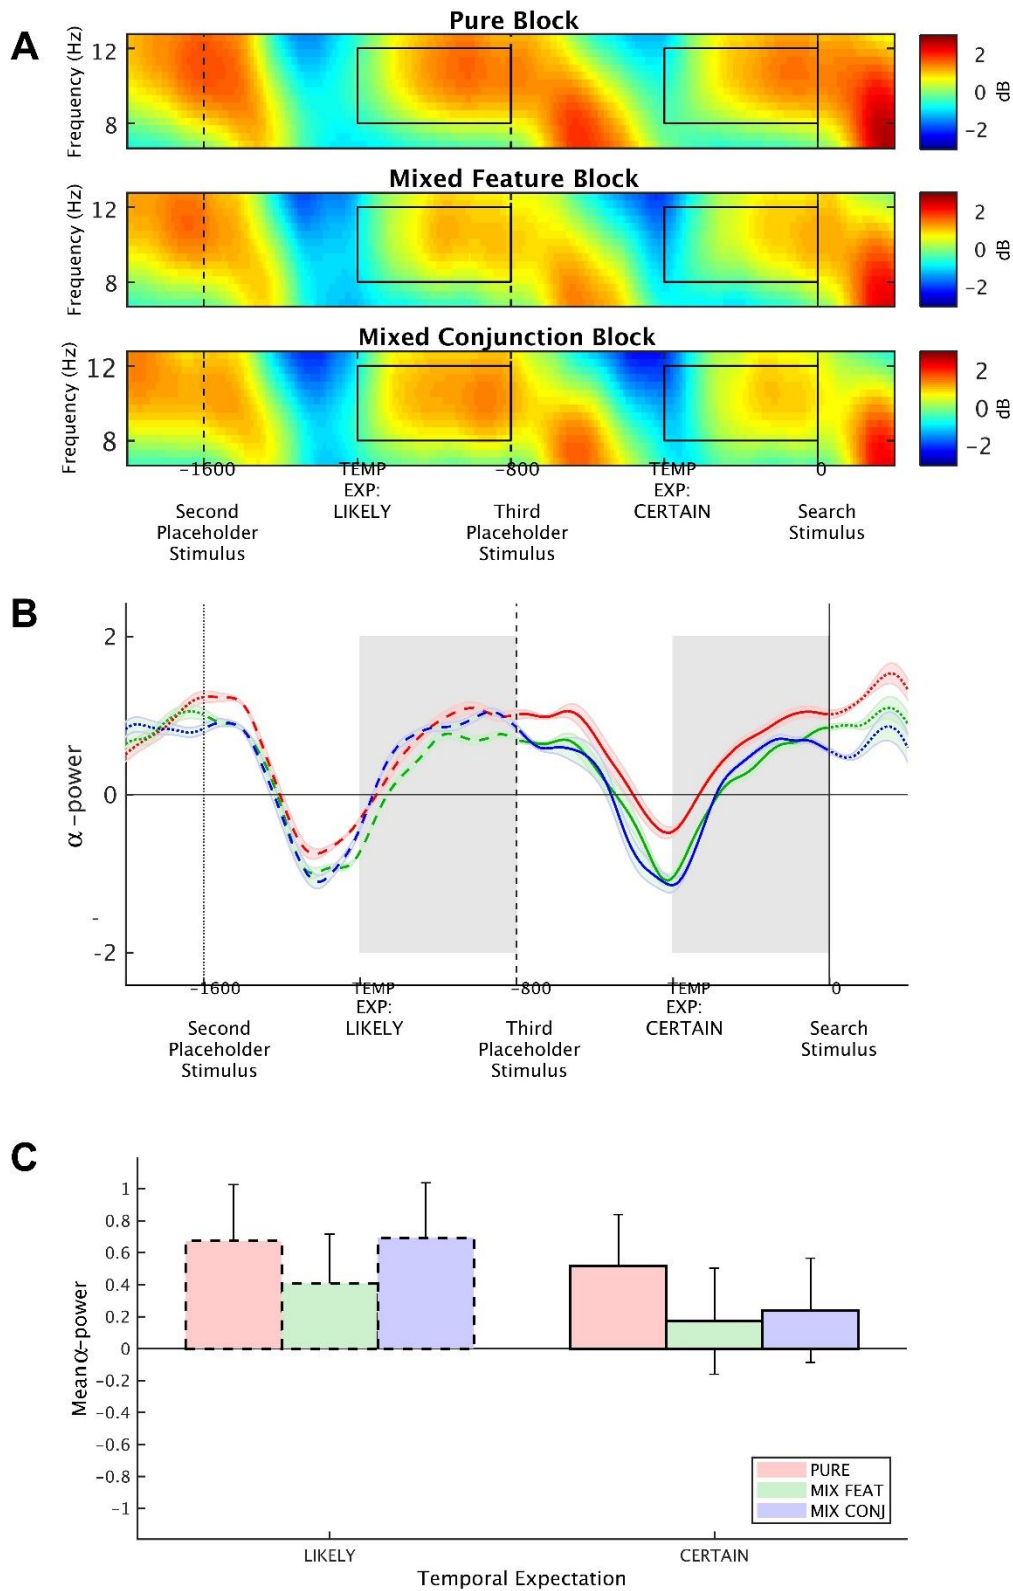 A
Pure Block
Frequency (Hz)
12
8
2
0
-2
dB
Mixed Feature Block
Frequency (Hz)
12
8
2
0
-2
dB
Mixed Conjunction Block
Frequency (Hz)
12
8
2
0
-2
dB
-1600
TEMP
EXP:
LIKELY
-800
TEMP
EXP:
CERTAIN
0
Second
Placeholder
Stimulus
Third
Placeholder
Stimulus
Search
Stimulus
B
α-power
2
0
-
-2
-1600
TEMP
EXP:
LIKELY
-800
TEMP
EXP:
CERTAIN
0
Second
Placeholder
Stimulus
Third
Placeholder
Stimulus
Search
Stimulus
C
Mean α-power
1
0.8
0.6
0.4
0.2
0
-0.2
-0.4
-0.6
-0.8
-1
PURE
MIX FEAT
MIX CONJ
LIKELY
CERTAIN
Temporal Expectation